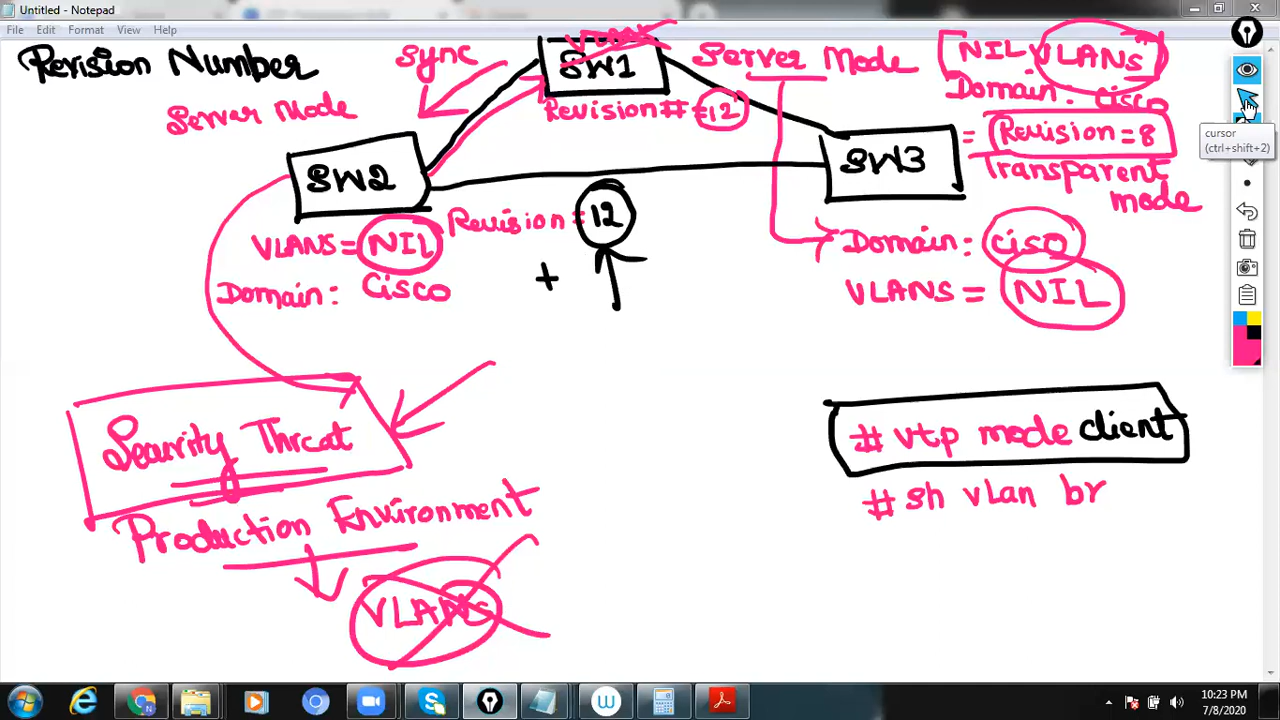 Untitled - Notepad
File Edit Format View Help
Revision Number
sync
VLANs
SW1
Server Mode
NIL VLANs
Domain: cisco
Server Mode
Revision# = 12
SW2
SW3
= Revision = 8
Transparent
mode
cursor
(ctrl+shift+2)
Revision = 12
VLANS = NIL
Domain: Cisco
+
Domain: cisco
VLANS = NIL
Security Threat
Production Environment
VLANS
# vtp mode client
# sh vlan br
10:23 PM
7/8/2020